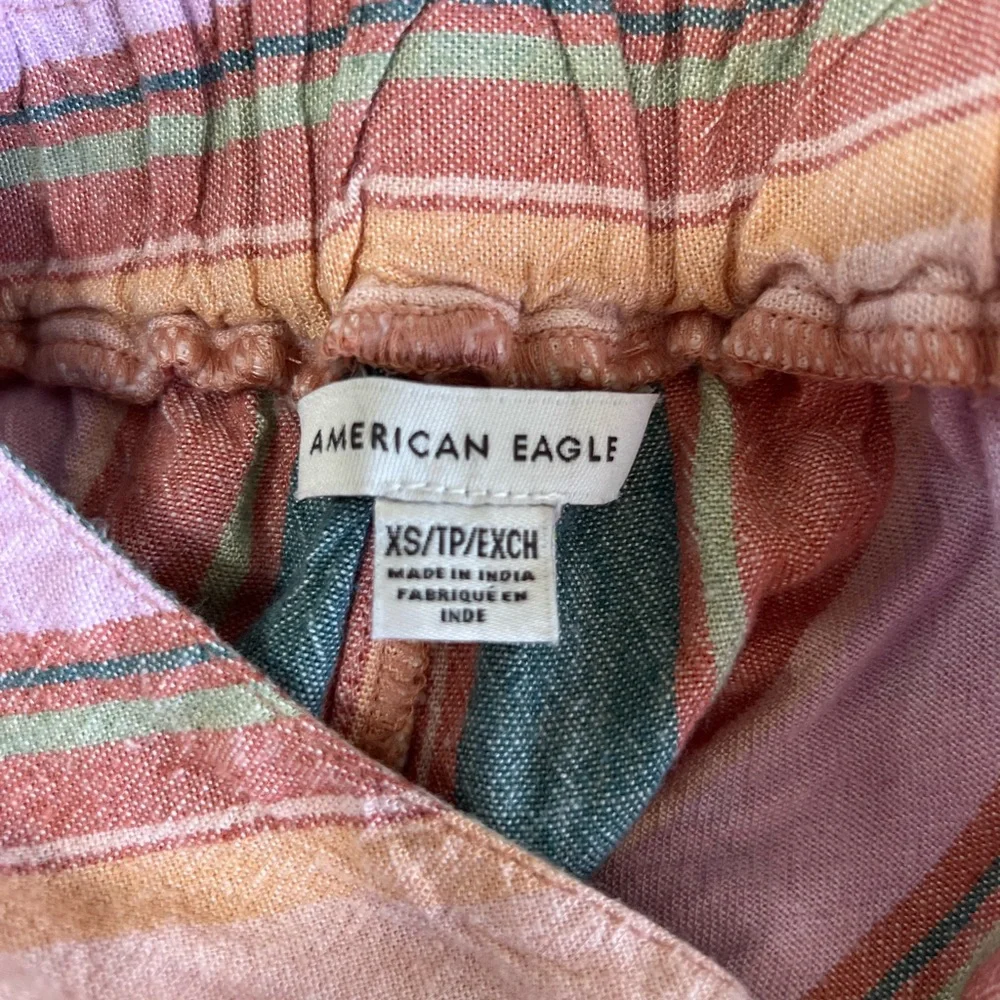 AMERICAN EAGLE
XS/TP/EXCH
MADE IN INDIA
FABRIQUÉ EN
INDE